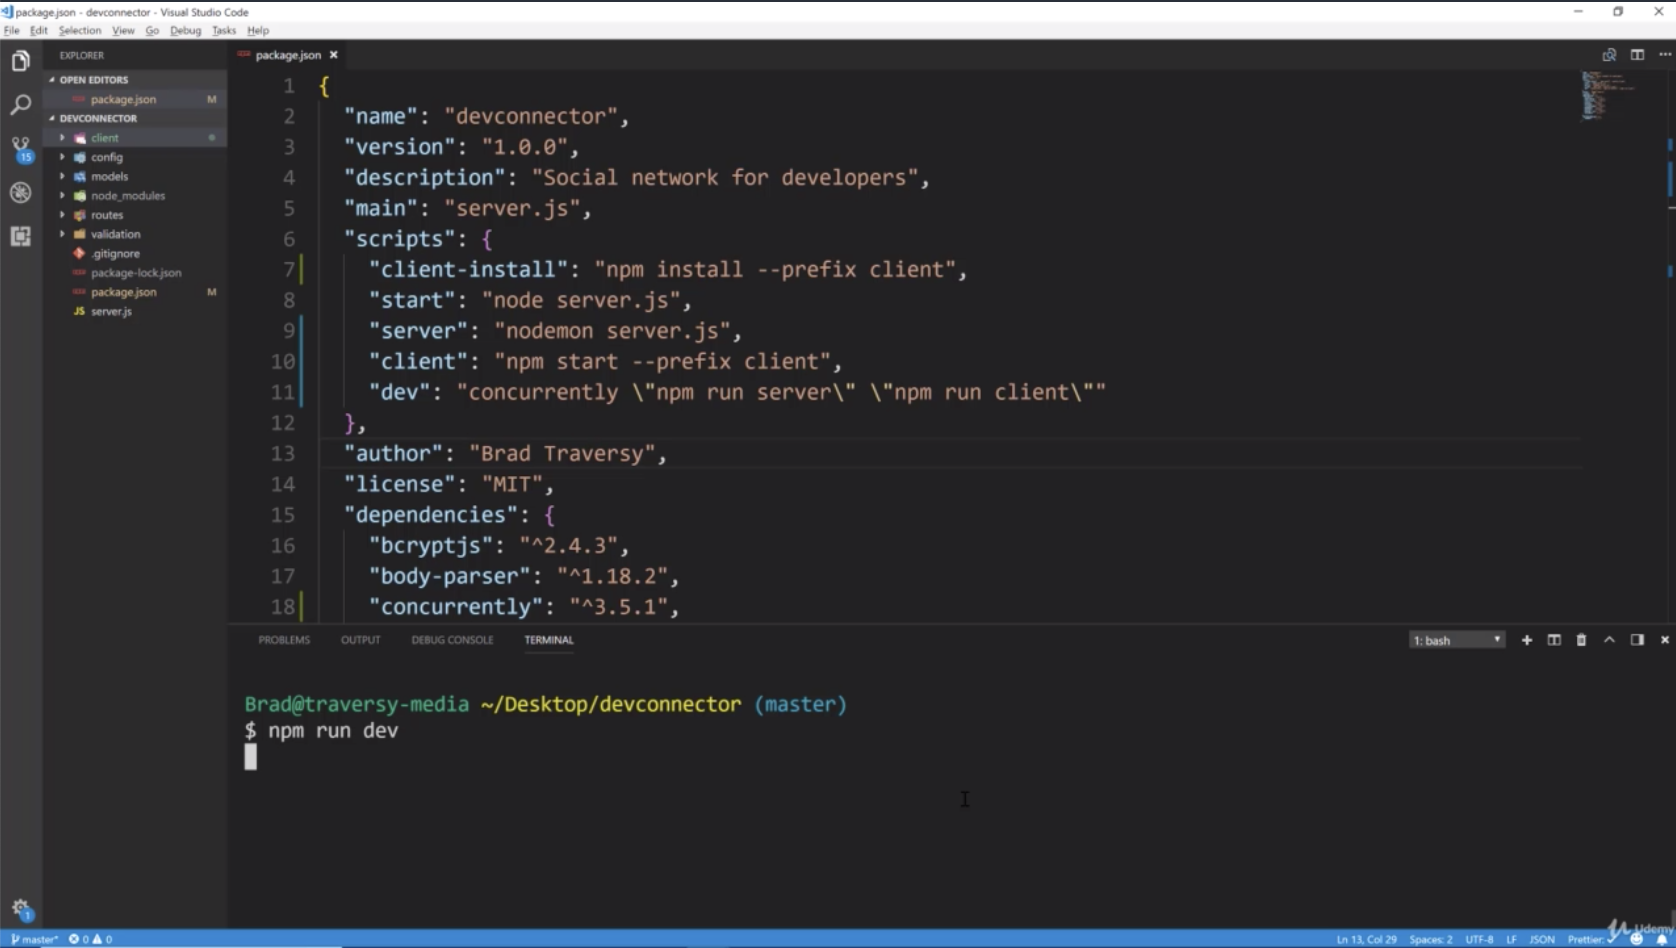 package.json - devconnector - Visual Studio Code
File Edit Selection View Go Debug Tasks Help
EXPLORER
OPEN EDITORS
package.json M
DEVCONNECTOR
client
config
models
node_modules
routes
validation
.gitignore
package-lock.json
package.json M
JS server.js
15
1
package.json
1 {
2 "name": "devconnector",
3 "version": "1.0.0",
4 "description": "Social network for developers",
5 "main": "server.js",
6 "scripts": {
7 "client-install": "npm install --prefix client",
8 "start": "node server.js",
9 "server": "nodemon server.js",
10 "client": "npm start --prefix client",
11 "dev": "concurrently \"npm run server\" \"npm run client\""
12 },
13 "author": "Brad Traversy",
14 "license": "MIT",
15 "dependencies": {
16 "bcryptjs": "^2.4.3",
17 "body-parser": "^1.18.2",
18 "concurrently": "^3.5.1",
PROBLEMS OUTPUT DEBUG CONSOLE TERMINAL
1: bash
Brad@traversy-media ~/Desktop/devconnector (master)
$ npm run dev
master* 0 0
Ln 13, Col 29 Spaces: 2 UTF-8 LF JSON Prettier: ✓
Udemy